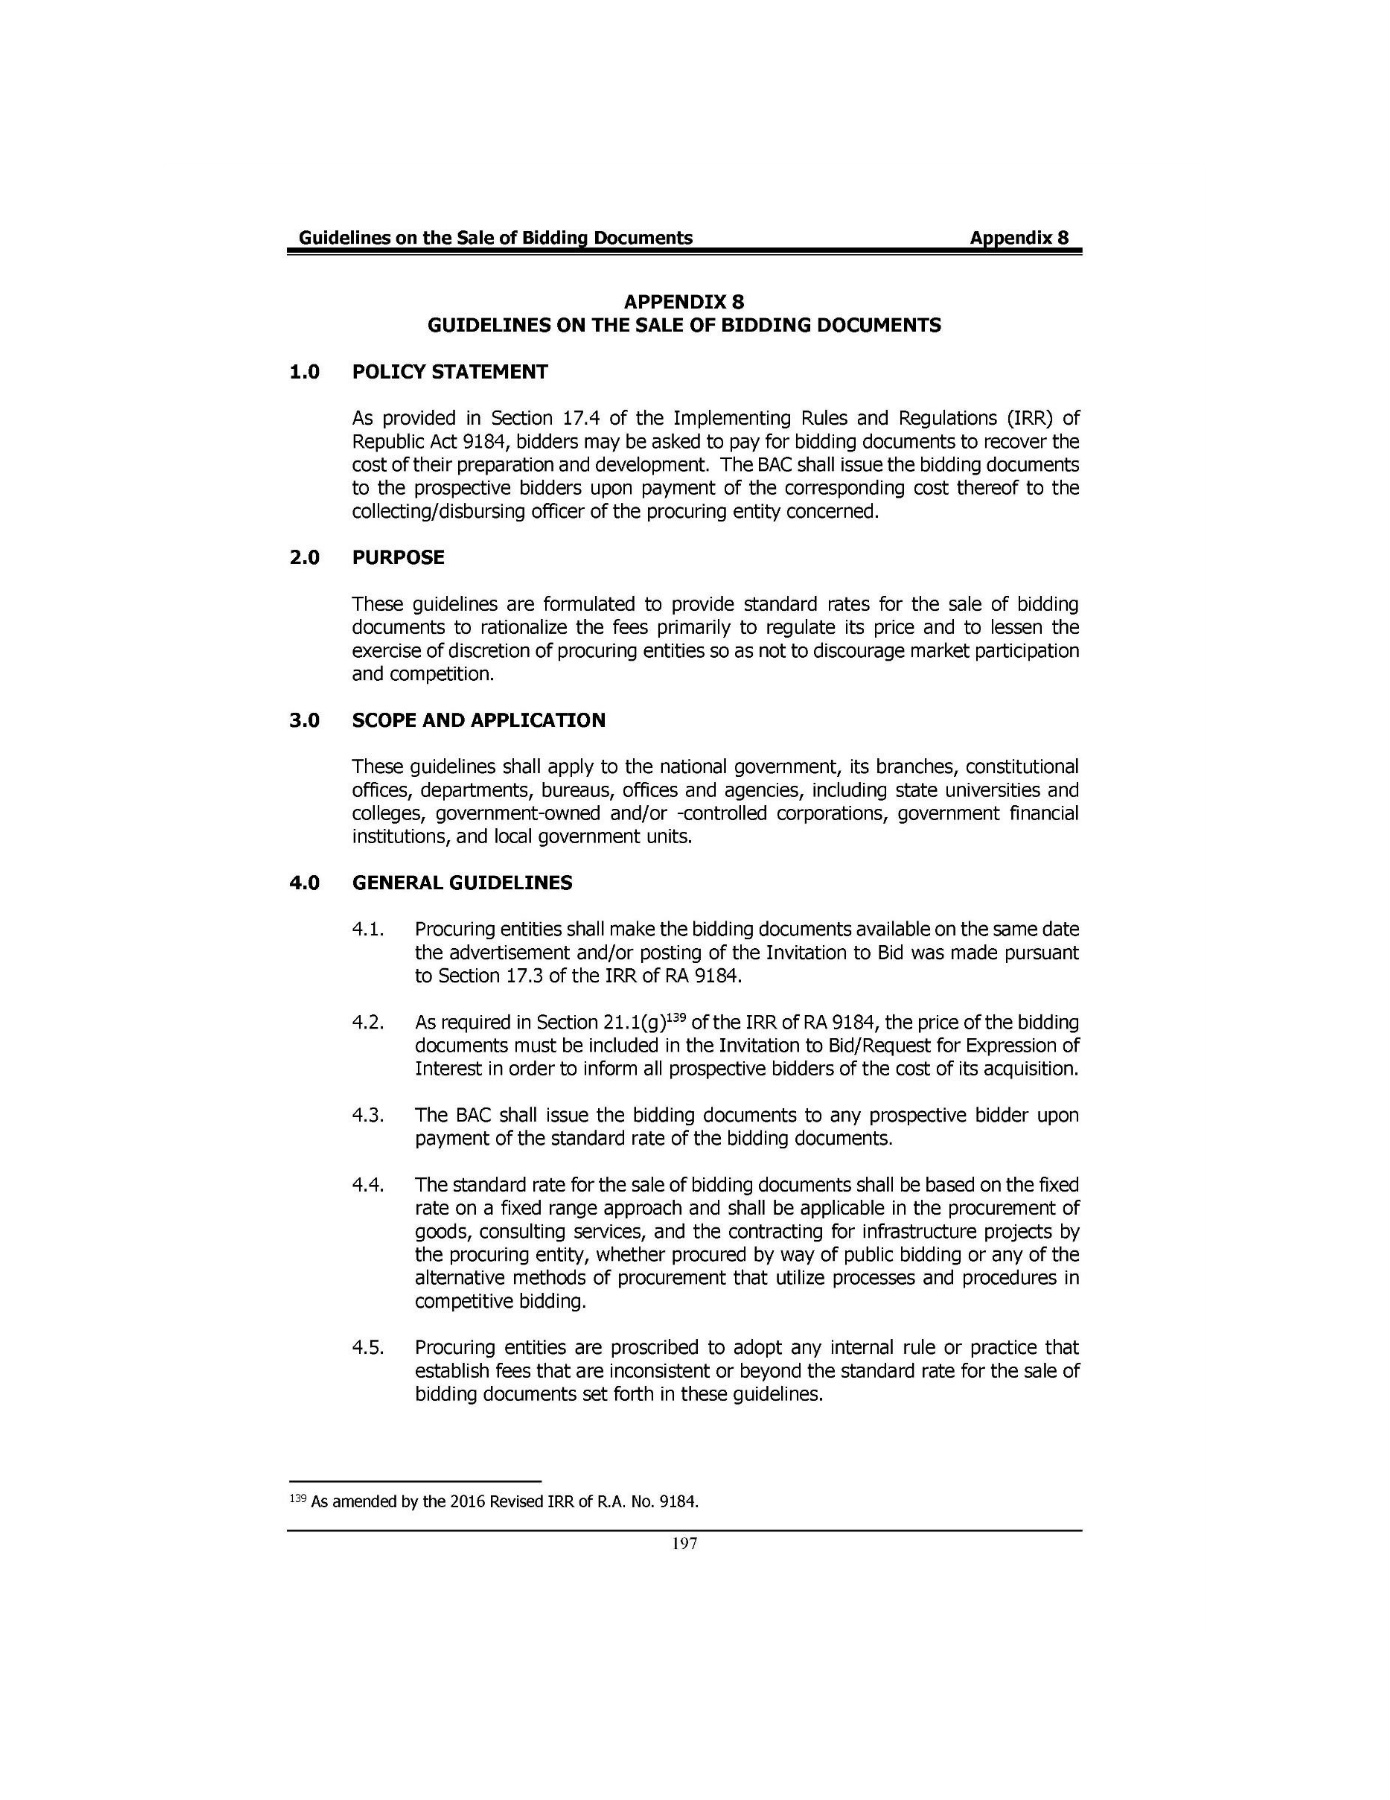 Guidelines on the Sale of Bidding Documents Appendix 8
APPENDIX 8
GUIDELINES ON THE SALE OF BIDDING DOCUMENTS
1.0 POLICY STATEMENT
As provided in Section 17.4 of the Implementing Rules and Regulations (IRR) of
Republic Act 9184, bidders may be asked to pay for bidding documents to recover the
cost of their preparation and development. The BAC shall issue the bidding documents
to the prospective bidders upon payment of the corresponding cost thereof to the
collecting/disbursing officer of the procuring entity concerned.
2.0 PURPOSE
These guidelines are formulated to provide standard rates for the sale of bidding
documents to rationalize the fees primarily to regulate its price and to lessen the
exercise of discretion of procuring entities so as not to discourage market participation
and competition.
3.0 SCOPE AND APPLICATION
These guidelines shall apply to the national government, its branches, constitutional
offices, departments, bureaus, offices and agencies, including state universities and
colleges, government-owned and/or -controlled corporations, government financial
institutions, and local government units.
4.0 GENERAL GUIDELINES
4.1. Procuring entities shall make the bidding documents available on the same date
the advertisement and/or posting of the Invitation to Bid was made pursuant
to Section 17.3 of the IRR of RA 9184.
4.2. As required in Section 21.1(g)139 of the IRR of RA 9184, the price of the bidding
documents must be included in the Invitation to Bid/Request for Expression of
Interest in order to inform all prospective bidders of the cost of its acquisition.
4.3. The BAC shall issue the bidding documents to any prospective bidder upon
payment of the standard rate of the bidding documents.
4.4. The standard rate for the sale of bidding documents shall be based on the fixed
rate on a fixed range approach and shall be applicable in the procurement of
goods, consulting services, and the contracting for infrastructure projects by
the procuring entity, whether procured by way of public bidding or any of the
alternative methods of procurement that utilize processes and procedures in
competitive bidding.
4.5. Procuring entities are proscribed to adopt any internal rule or practice that
establish fees that are inconsistent or beyond the standard rate for the sale of
bidding documents set forth in these guidelines.
139 As amended by the 2016 Revised IRR of R.A. No. 9184.
197